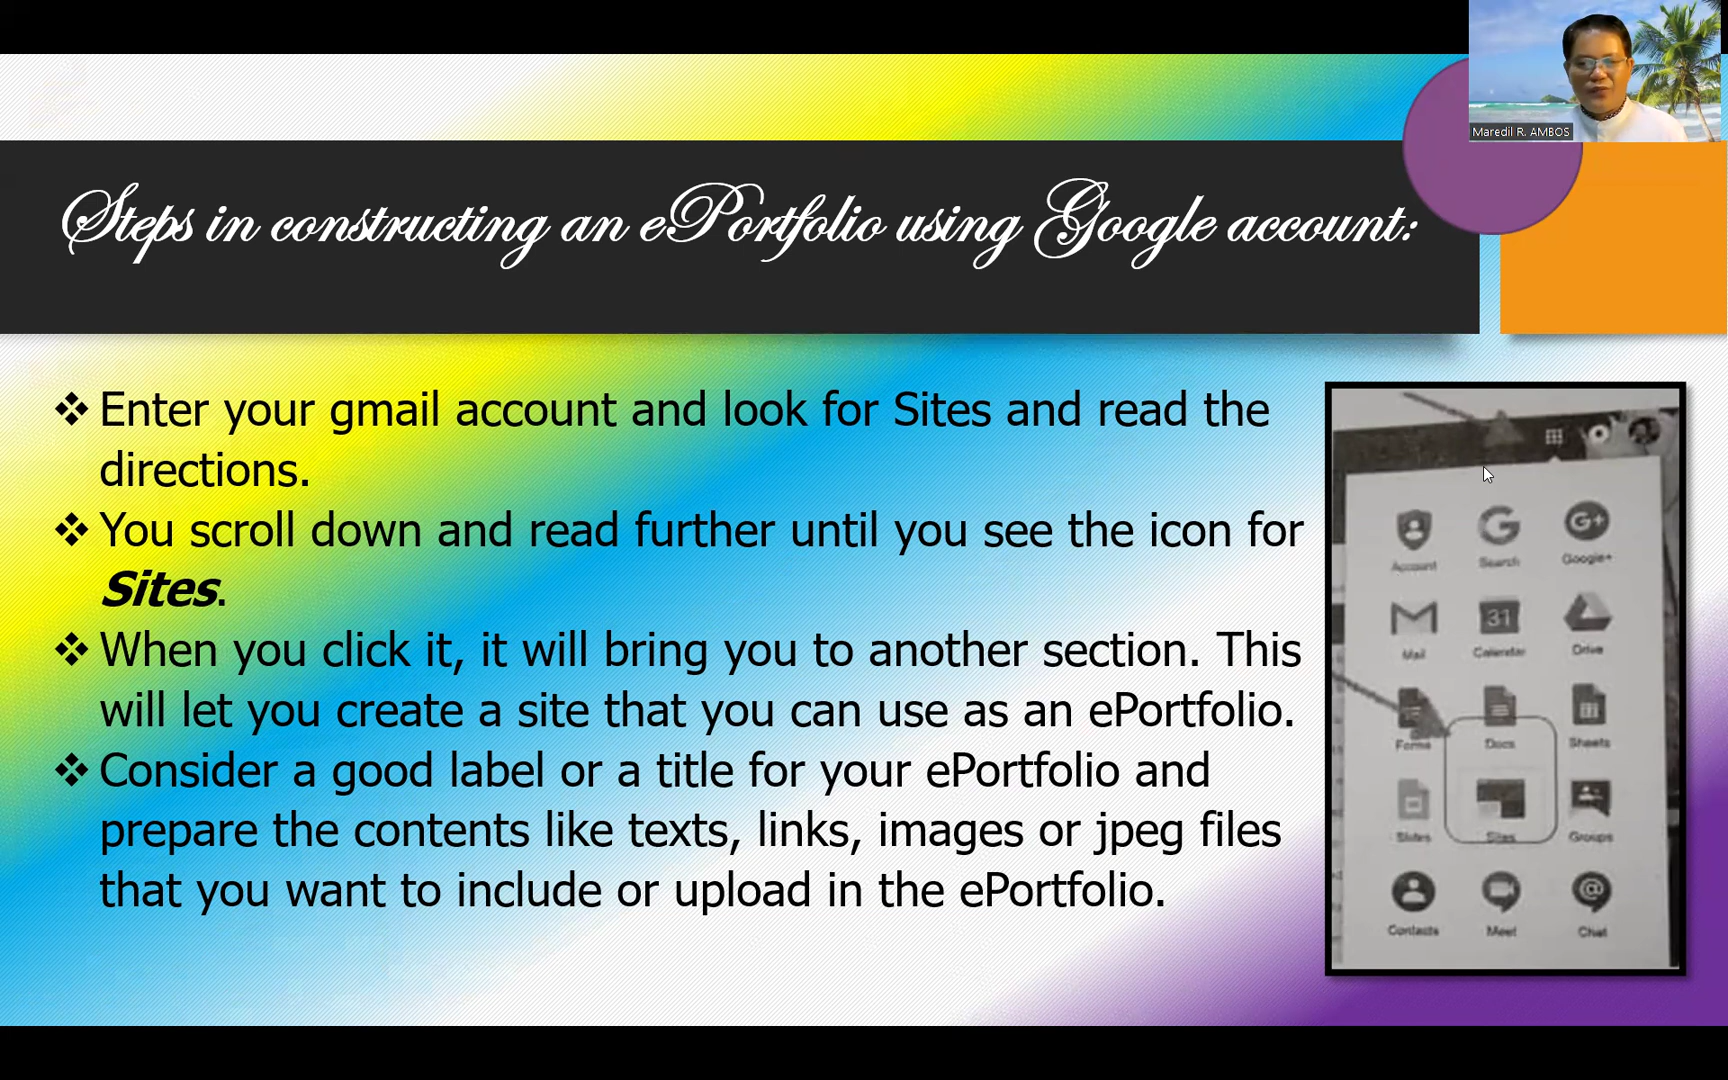 Maredil R. AMBOS
Steps in constructing an ePortfolio using Google account:
❖ Enter your gmail account and look for Sites and read the
directions.
❖ You scroll down and read further until you see the icon for
Sites.
❖ When you click it, it will bring you to another section. This
will let you create a site that you can use as an ePortfolio.
❖ Consider a good label or a title for your ePortfolio and
prepare the contents like texts, links, images or jpeg files
that you want to include or upload in the ePortfolio.
G G+
Account Search Google+
31
Mail Calendar Drive
Forms Docs Sheets
Slides Sites Groups
@
Contacts Meet Chat